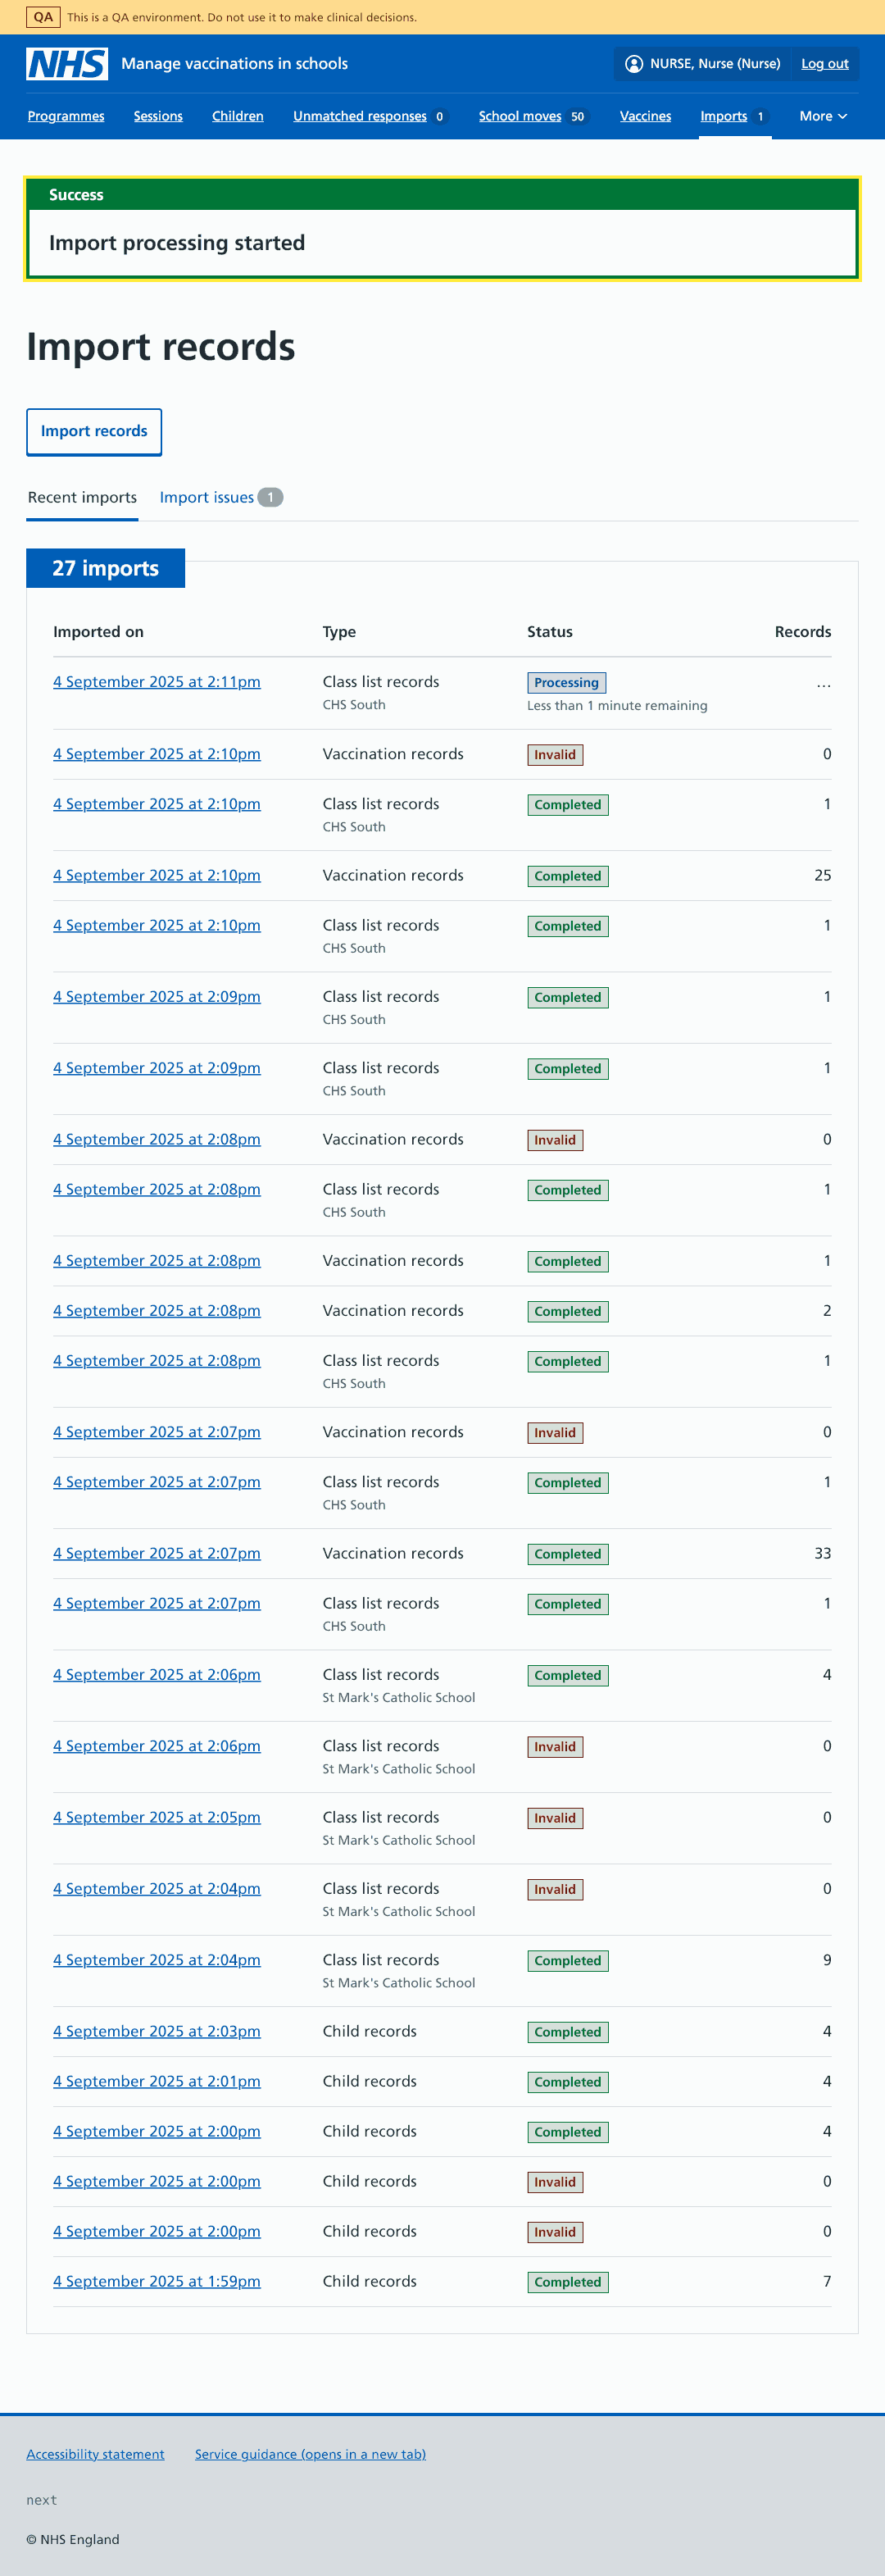 QA This is a QA environment. Do not use it to make clinical decisions.
NHS Manage vaccinations in schools NURSE, Nurse (Nurse) Log out
Programmes Sessions Children Unmatched responses 0 School moves 50 Vaccines Imports 1 More
Success
Import processing started
Import records
Import records
Recent imports Import issues 1
27 imports
Imported on Type Status Records
4 September 2025 at 2:11pm Class list records Processing ...
CHS South Less than 1 minute remaining
4 September 2025 at 2:10pm Vaccination records Invalid 0
4 September 2025 at 2:10pm Class list records Completed 1
CHS South
4 September 2025 at 2:10pm Vaccination records Completed 25
4 September 2025 at 2:10pm Class list records Completed 1
CHS South
4 September 2025 at 2:09pm Class list records Completed 1
CHS South
4 September 2025 at 2:09pm Class list records Completed 1
CHS South
4 September 2025 at 2:08pm Vaccination records Invalid 0
4 September 2025 at 2:08pm Class list records Completed 1
CHS South
4 September 2025 at 2:08pm Vaccination records Completed 1
4 September 2025 at 2:08pm Vaccination records Completed 2
4 September 2025 at 2:08pm Class list records Completed 1
CHS South
4 September 2025 at 2:07pm Vaccination records Invalid 0
4 September 2025 at 2:07pm Class list records Completed 1
CHS South
4 September 2025 at 2:07pm Vaccination records Completed 33
4 September 2025 at 2:07pm Class list records Completed 1
CHS South
4 September 2025 at 2:06pm Class list records Completed 4
St Mark's Catholic School
4 September 2025 at 2:06pm Class list records Invalid 0
St Mark's Catholic School
4 September 2025 at 2:05pm Class list records Invalid 0
St Mark's Catholic School
4 September 2025 at 2:04pm Class list records Invalid 0
St Mark's Catholic School
4 September 2025 at 2:04pm Class list records Completed 9
St Mark's Catholic School
4 September 2025 at 2:03pm Child records Completed 4
4 September 2025 at 2:01pm Child records Completed 4
4 September 2025 at 2:00pm Child records Completed 4
4 September 2025 at 2:00pm Child records Invalid 0
4 September 2025 at 2:00pm Child records Invalid 0
4 September 2025 at 1:59pm Child records Completed 7
Accessibility statement Service guidance (opens in a new tab)
next
© NHS England